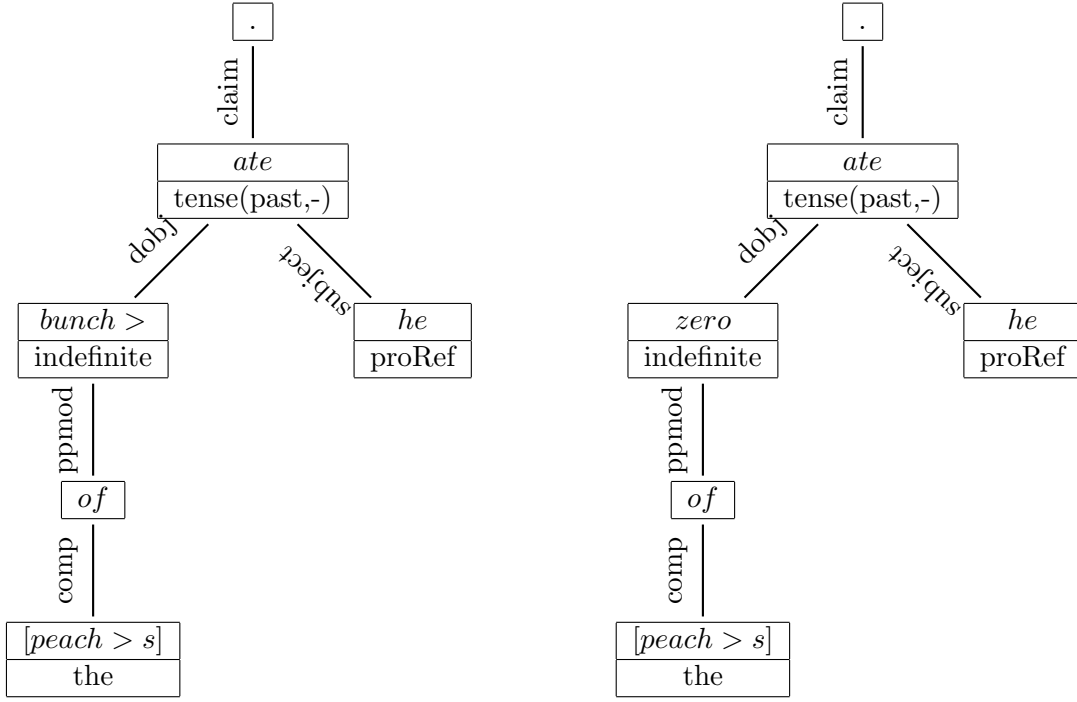 .
claim
ate
tense(past,-)
dobj
subject
bunch >
indefinite
he
proRef
ppmod
of
comp
[peach > s]
the
.
claim
ate
tense(past,-)
dobj
subject
zero
indefinite
he
proRef
ppmod
of
comp
[peach > s]
the